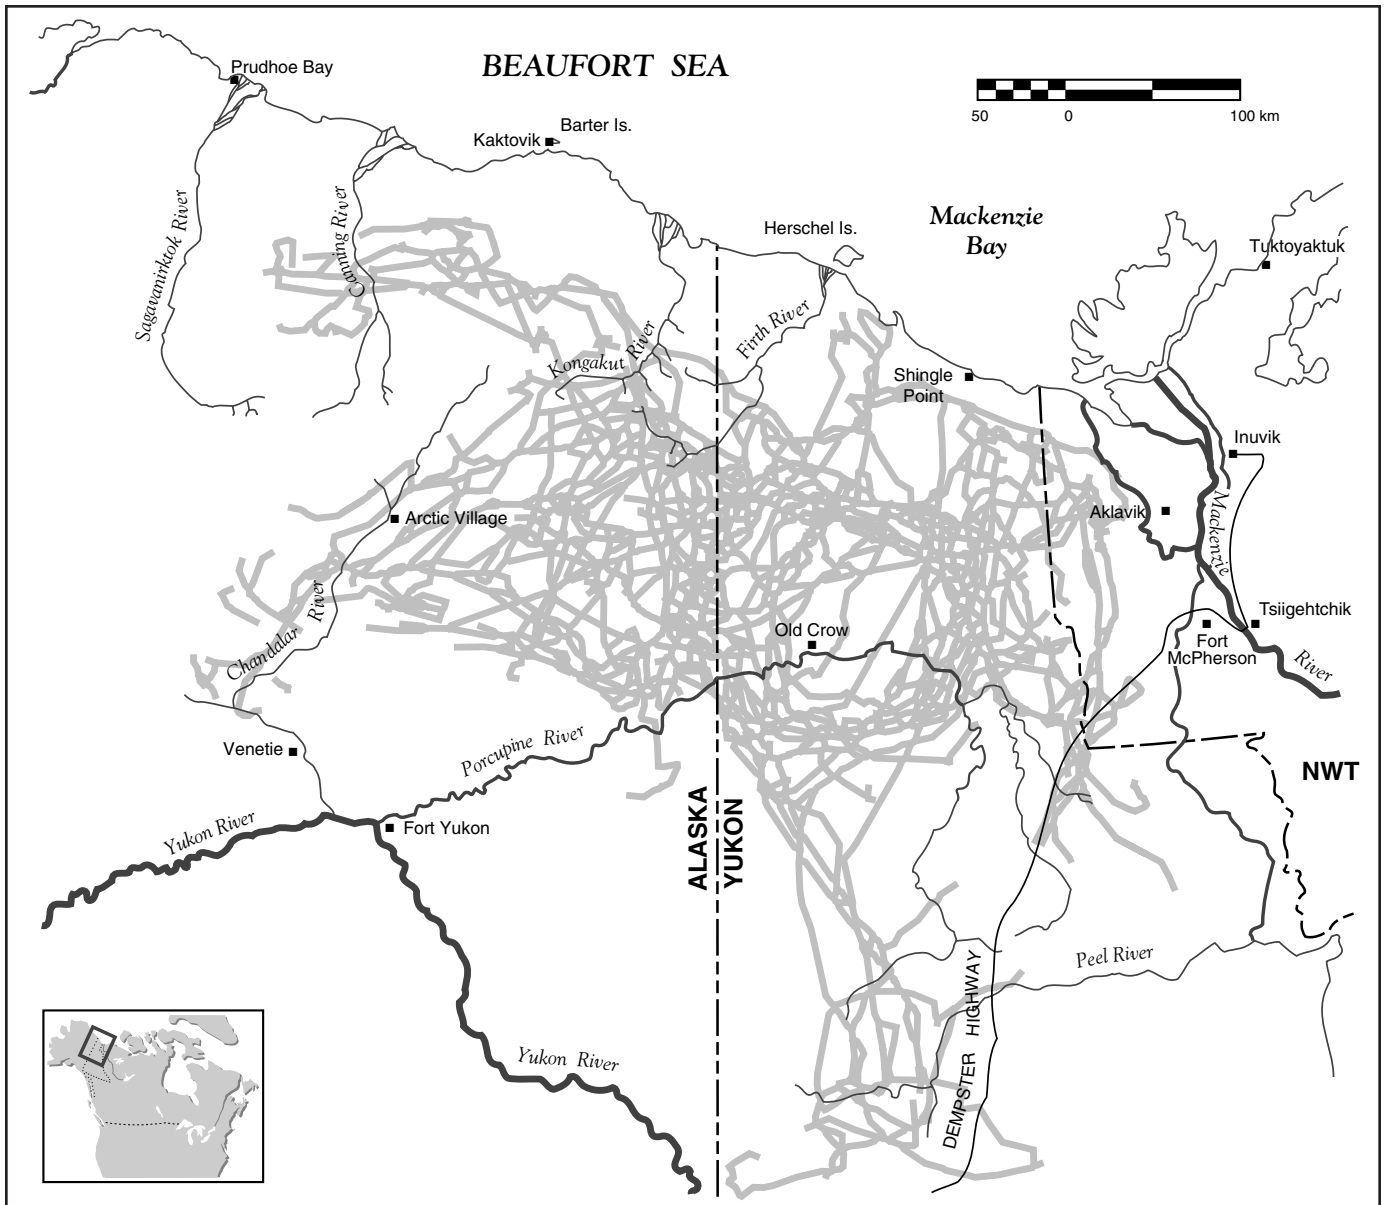 BEAUFORT SEA
Prudhoe Bay
50 0 100 km
Barter Is.
Kaktovik
Sagavanirktok River
Canning River
Mackenzie
Bay
Herschel Is.
Tuktoyaktuk
Firth River
Kongakut River
Shingle
Point
Inuvik
Arctic Village
Aklavik
Mackenzie
River
Chandalar River
Old Crow
Tsiigehtchik
Fort
McPherson
Venetie
Porcupine River
NWT
ALASKA
YUKON
Yukon River
Fort Yukon
Peel River
DEMPSTER HIGHWAY
Yukon River